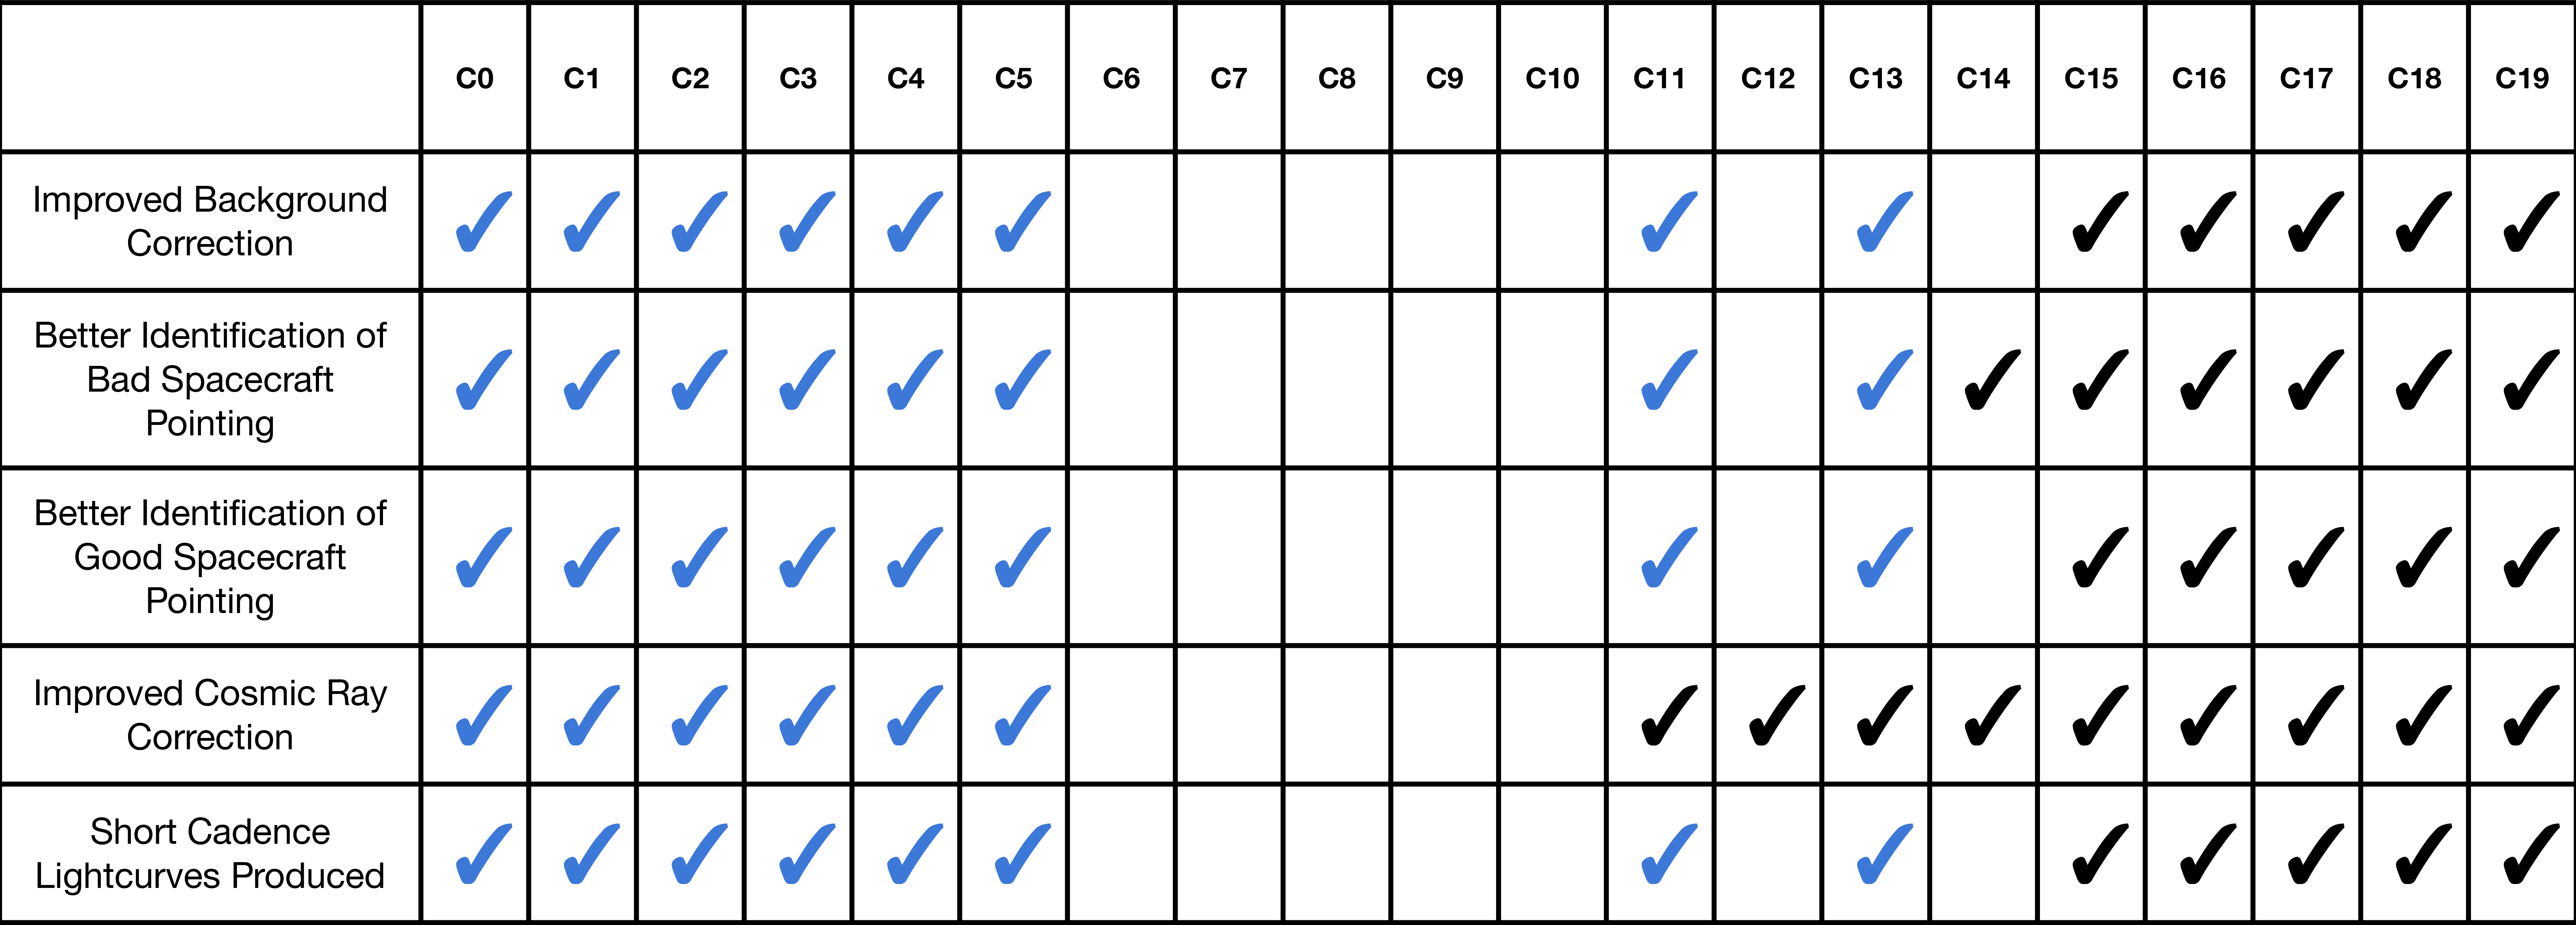 C0 C1 C2 C3 C4 C5 C6 C7 C8 C9 C10 C11 C12 C13 C14 C15 C16 C17 C18 C19
Improved Background
Correction
Better Identification of
Bad Spacecraft
Pointing
Better Identification of
Good Spacecraft
Pointing
Improved Cosmic Ray
Correction
Short Cadence
Lightcurves Produced